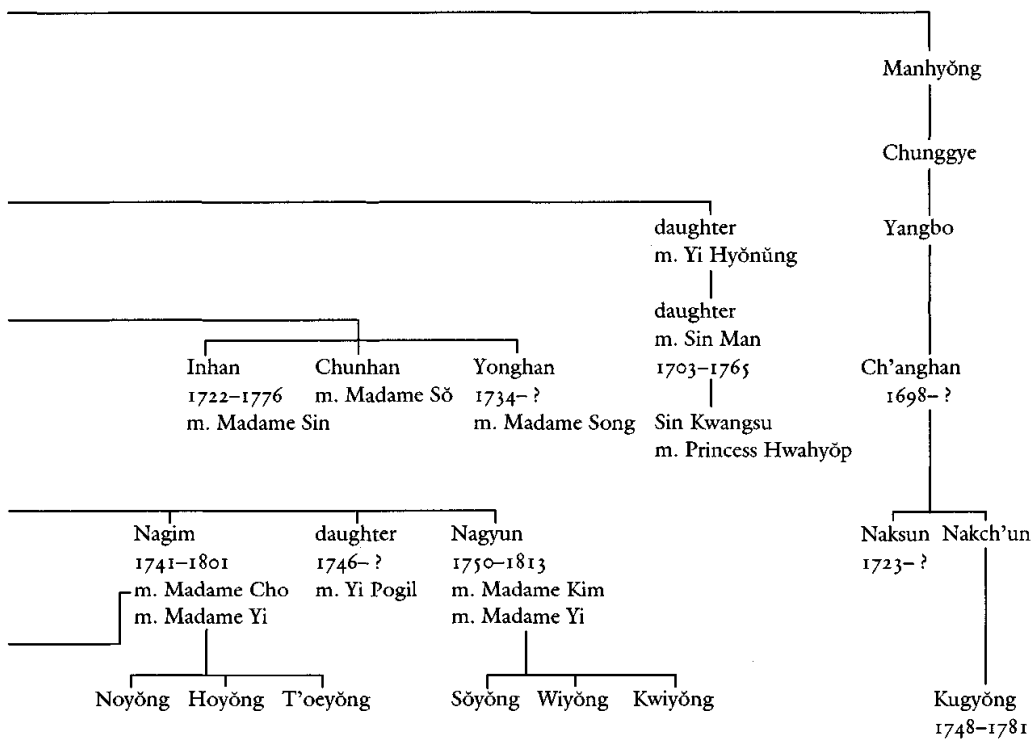 Manhyŏng
Chunggye
daughter
m. Yi Hyŏnŭng
Yangbo
daughter
m. Sin Man
1703–1765
Inhan
1722–1776
m. Madame Sin
Chunhan
m. Madame Sŏ
Yonghan
1734– ?
m. Madame Song
Ch'anghan
1698– ?
Sin Kwangsu
m. Princess Hwahyŏp
Nagim
1741–1801
m. Madame Cho
m. Madame Yi
daughter
1746– ?
m. Yi Pogil
Nagyun
1750–1813
m. Madame Kim
m. Madame Yi
Naksun
1723– ?
Nakch'un
Noyŏng
Hoyŏng
T'oeyŏng
Sŏyŏng
Wiyŏng
Kwiyŏng
Kugyŏng
1748–1781